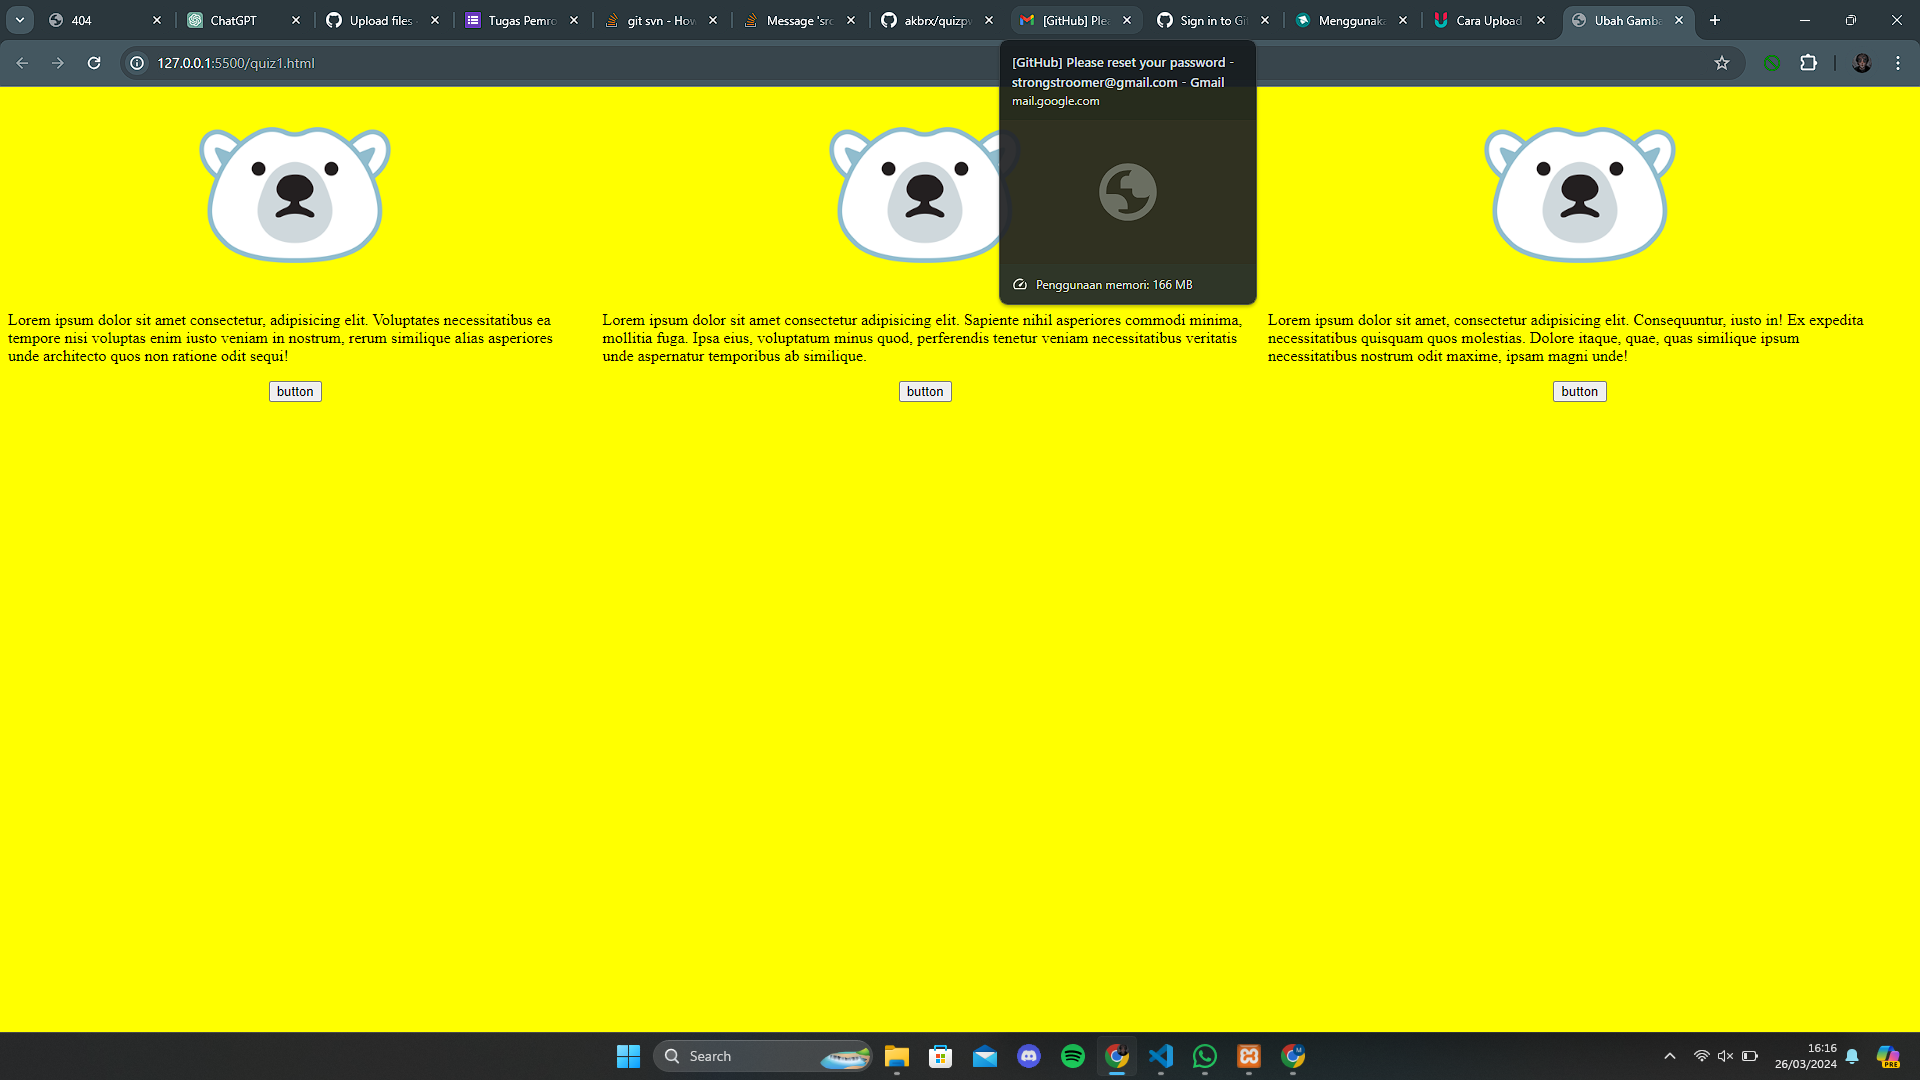 404
ChatGPT
Upload files
Tugas Pemro
git svn - How
Message 'src
akbrx/quizpw
[GitHub] Plea
Sign in to Git
Menggunaka
Cara Upload
Ubah Gamba
127.0.0.1:5500/quiz1.html
[GitHub] Please reset your password -
strongstroomer@gmail.com - Gmail
mail.google.com
Penggunaan memori: 166 MB
Lorem ipsum dolor sit amet consectetur, adipisicing elit. Voluptates necessitatibus ea
tempore nisi voluptas enim iusto veniam in nostrum, rerum similique alias asperiores
unde architecto quos non ratione odit sequi!
button
Lorem ipsum dolor sit amet consectetur adipisicing elit. Sapiente nihil asperiores commodi minima,
mollitia fuga. Ipsa eius, voluptatum minus quod, perferendis tenetur veniam necessitatibus veritatis
unde aspernatur temporibus ab similique.
button
Lorem ipsum dolor sit amet, consectetur adipisicing elit. Consequuntur, iusto in! Ex expedita
necessitatibus quisquam quos molestias. Dolore itaque, quae, quas similique ipsum
necessitatibus nostrum odit maxime, ipsam magni unde!
button
Search
16:16
26/03/2024
PRE